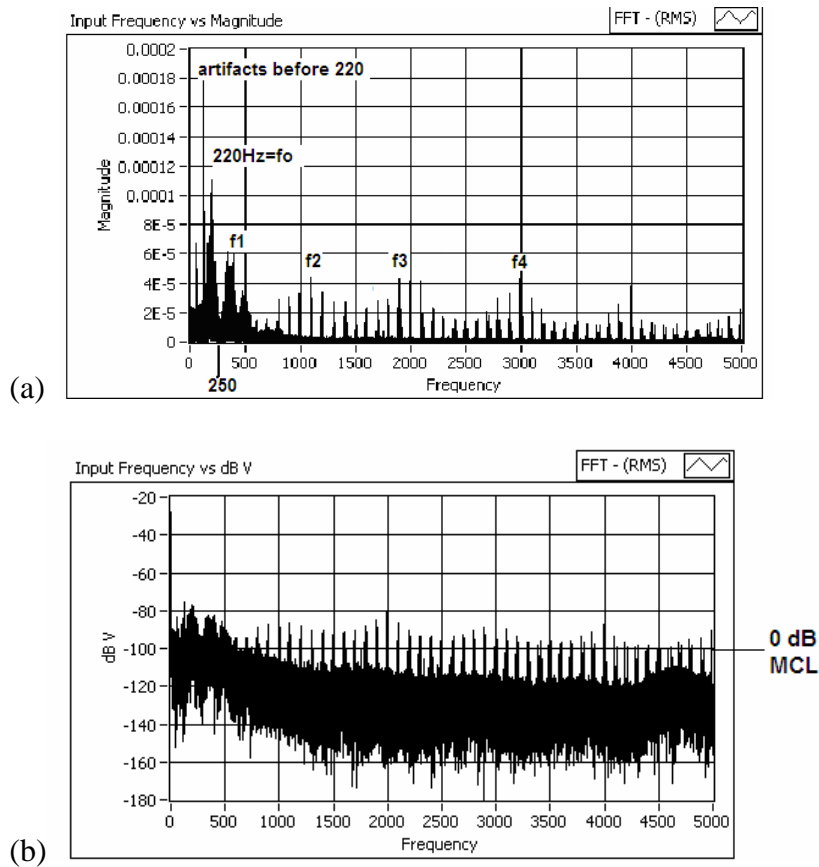 Input Frequency vs Magnitude
FFT - (RMS)
0.0002
0.00018
0.00016
0.00014
0.00012
0.0001
8E-5
6E-5
4E-5
2E-5
0
Magnitude
artifacts before 220
220Hz=fo
f1
f2
f3
f4
0 500 1000 1500 2000 2500 3000 3500 4000 4500 5000
250
Frequency
(a)
Input Frequency vs dB V
FFT - (RMS)
-20
-40
-60
-80
-100
-120
-140
-160
-180
dB V
0 dB
MCL
0 500 1000 1500 2000 2500 3000 3500 4000 4500 5000
Frequency
(b)